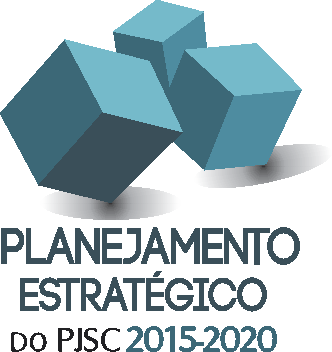 PLANEJAMENTO
ESTRATÉGICO
DO PJSC 2015-2020